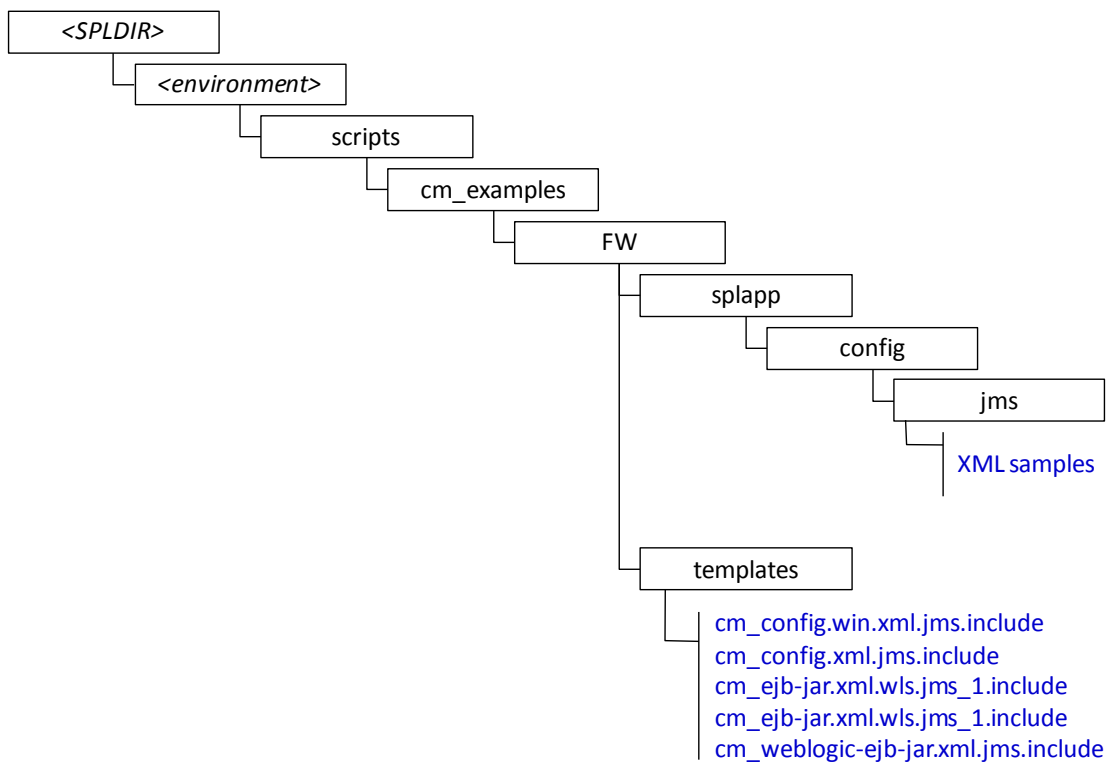 <SPLDIR>
<environment>
scripts
cm_examples
FW
splapp
config
jms
XML samples
templates
cm_config.win.xml.jms.include
cm_config.xml.jms.include
cm_ejb-jar.xml.wls.jms_1.include
cm_ejb-jar.xml.wls.jms_1.include
cm_weblogic-ejb-jar.xml.jms.include